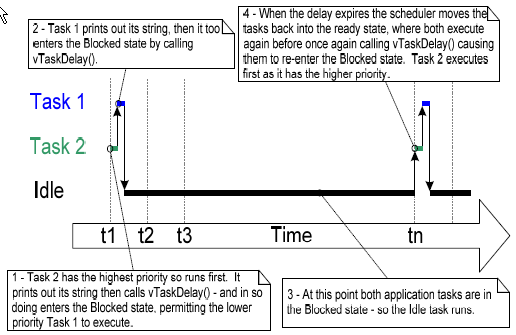 2 - Task 1 prints out its string, then it too
enters the Blocked state by calling
vTaskDelay().
4 - When the delay expires the scheduler moves the
tasks back into the ready state, where both execute
again before once again calling vTaskDelay() causing
them to re-enter the Blocked state.  Task 2 executes
first as it has the higher priority.
Task 1
Task 2
Idle
t1 t2 t3 Time tn
1 - Task 2 has the highest priority so runs first.  It
prints out its string then calls vTaskDelay() - and in so
doing enters the Blocked state, permitting the lower
priority Task 1 to execute.
3 - At this point both application tasks are in
the Blocked state - so the Idle task runs.